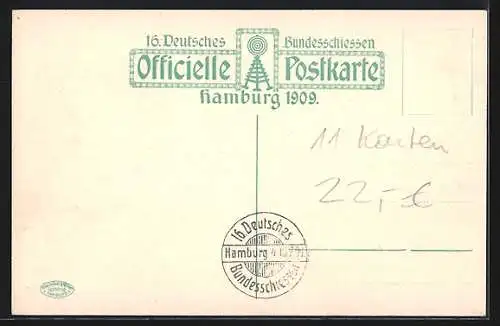 16. Deutsches Bundesschiessen
Officielle Postkarte
Hamburg 1909.
11 Karten
22,- €
16. Deutsches
Hamburg
Bundesschiessen